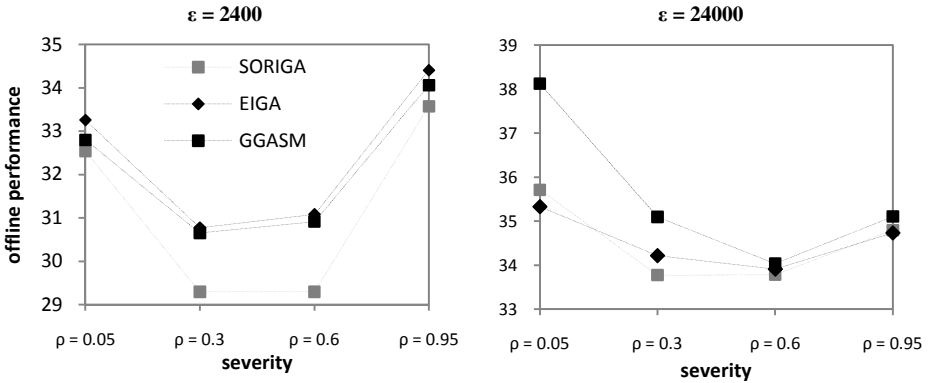 ε = 2400
35
34
33
32
31
30
29
offline performance
SORIGA
EIGA
GGASM
ρ = 0.05
ρ = 0.3
ρ = 0.6
ρ = 0.95
severity
ε = 24000
39
38
37
36
35
34
33
ρ = 0.05
ρ = 0.3
ρ = 0.6
ρ = 0.95
severity